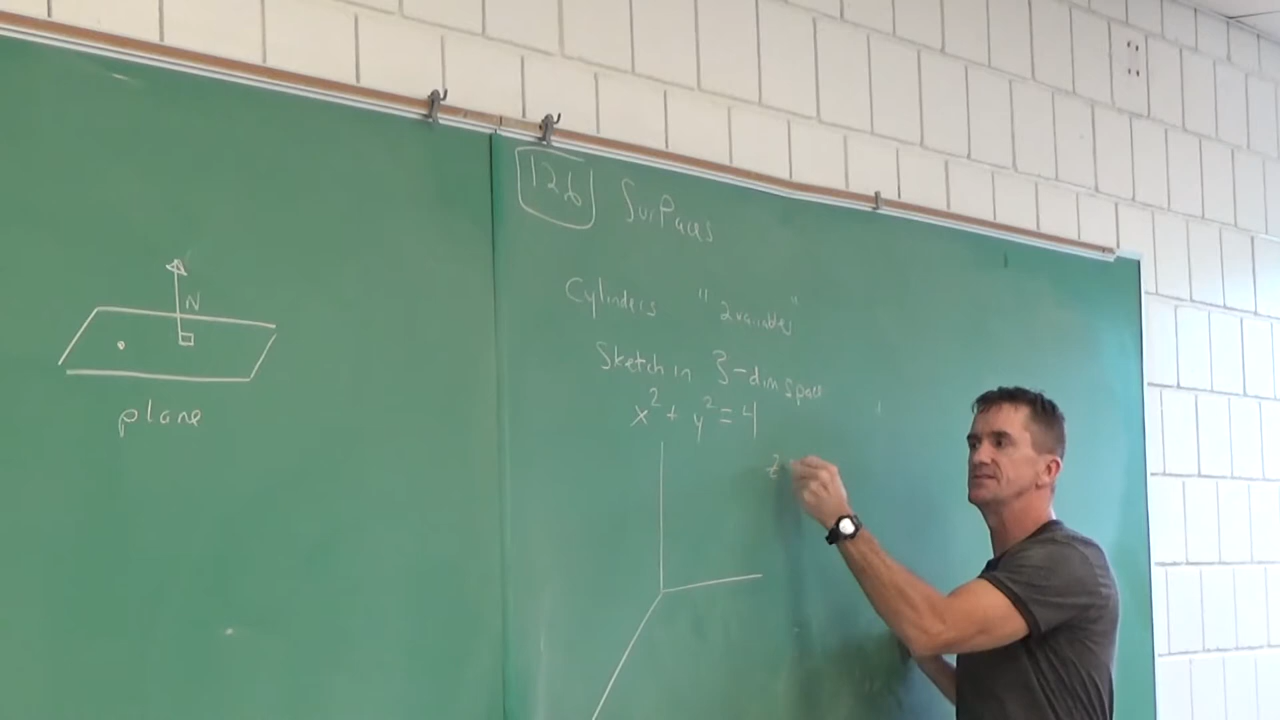 N
plane
12.6 Surfaces
Cylinders "2 variables"
Sketch in 3-dim space
x² + y² = 4
z